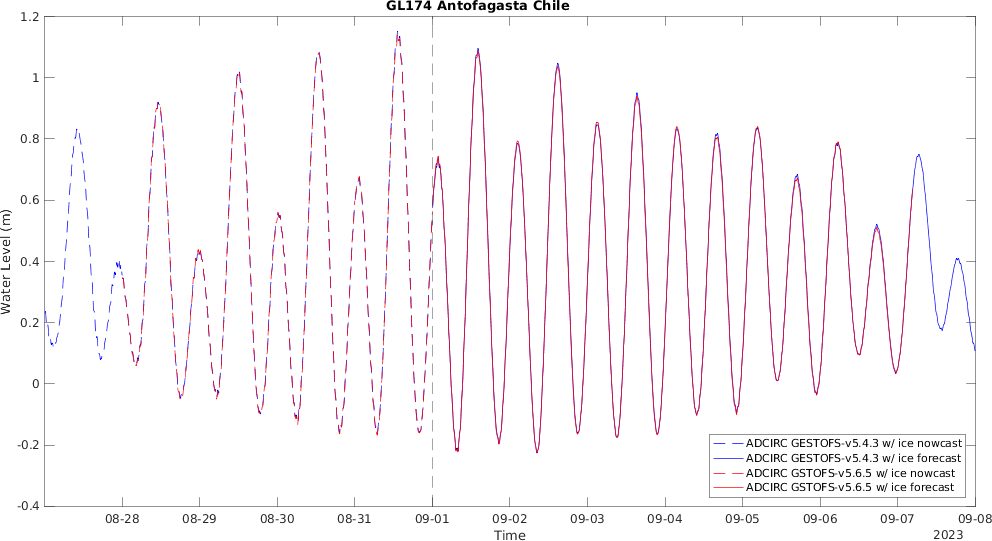 GL174 Antofagasta Chile
1.2
1
0.8
0.6
0.4
0.2
0
-0.2
-0.4
Water Level (m)
ADCIRC GESTOFS-v5.4.3 w/ ice nowcast
ADCIRC GESTOFS-v5.4.3 w/ ice forecast
ADCIRC GSTOFS-v5.6.5 w/ ice nowcast
ADCIRC GSTOFS-v5.6.5 w/ ice forecast
08-28 08-29 08-30 08-31 09-01 09-02 09-03 09-04 09-05 09-06 09-07 09-08
Time
2023